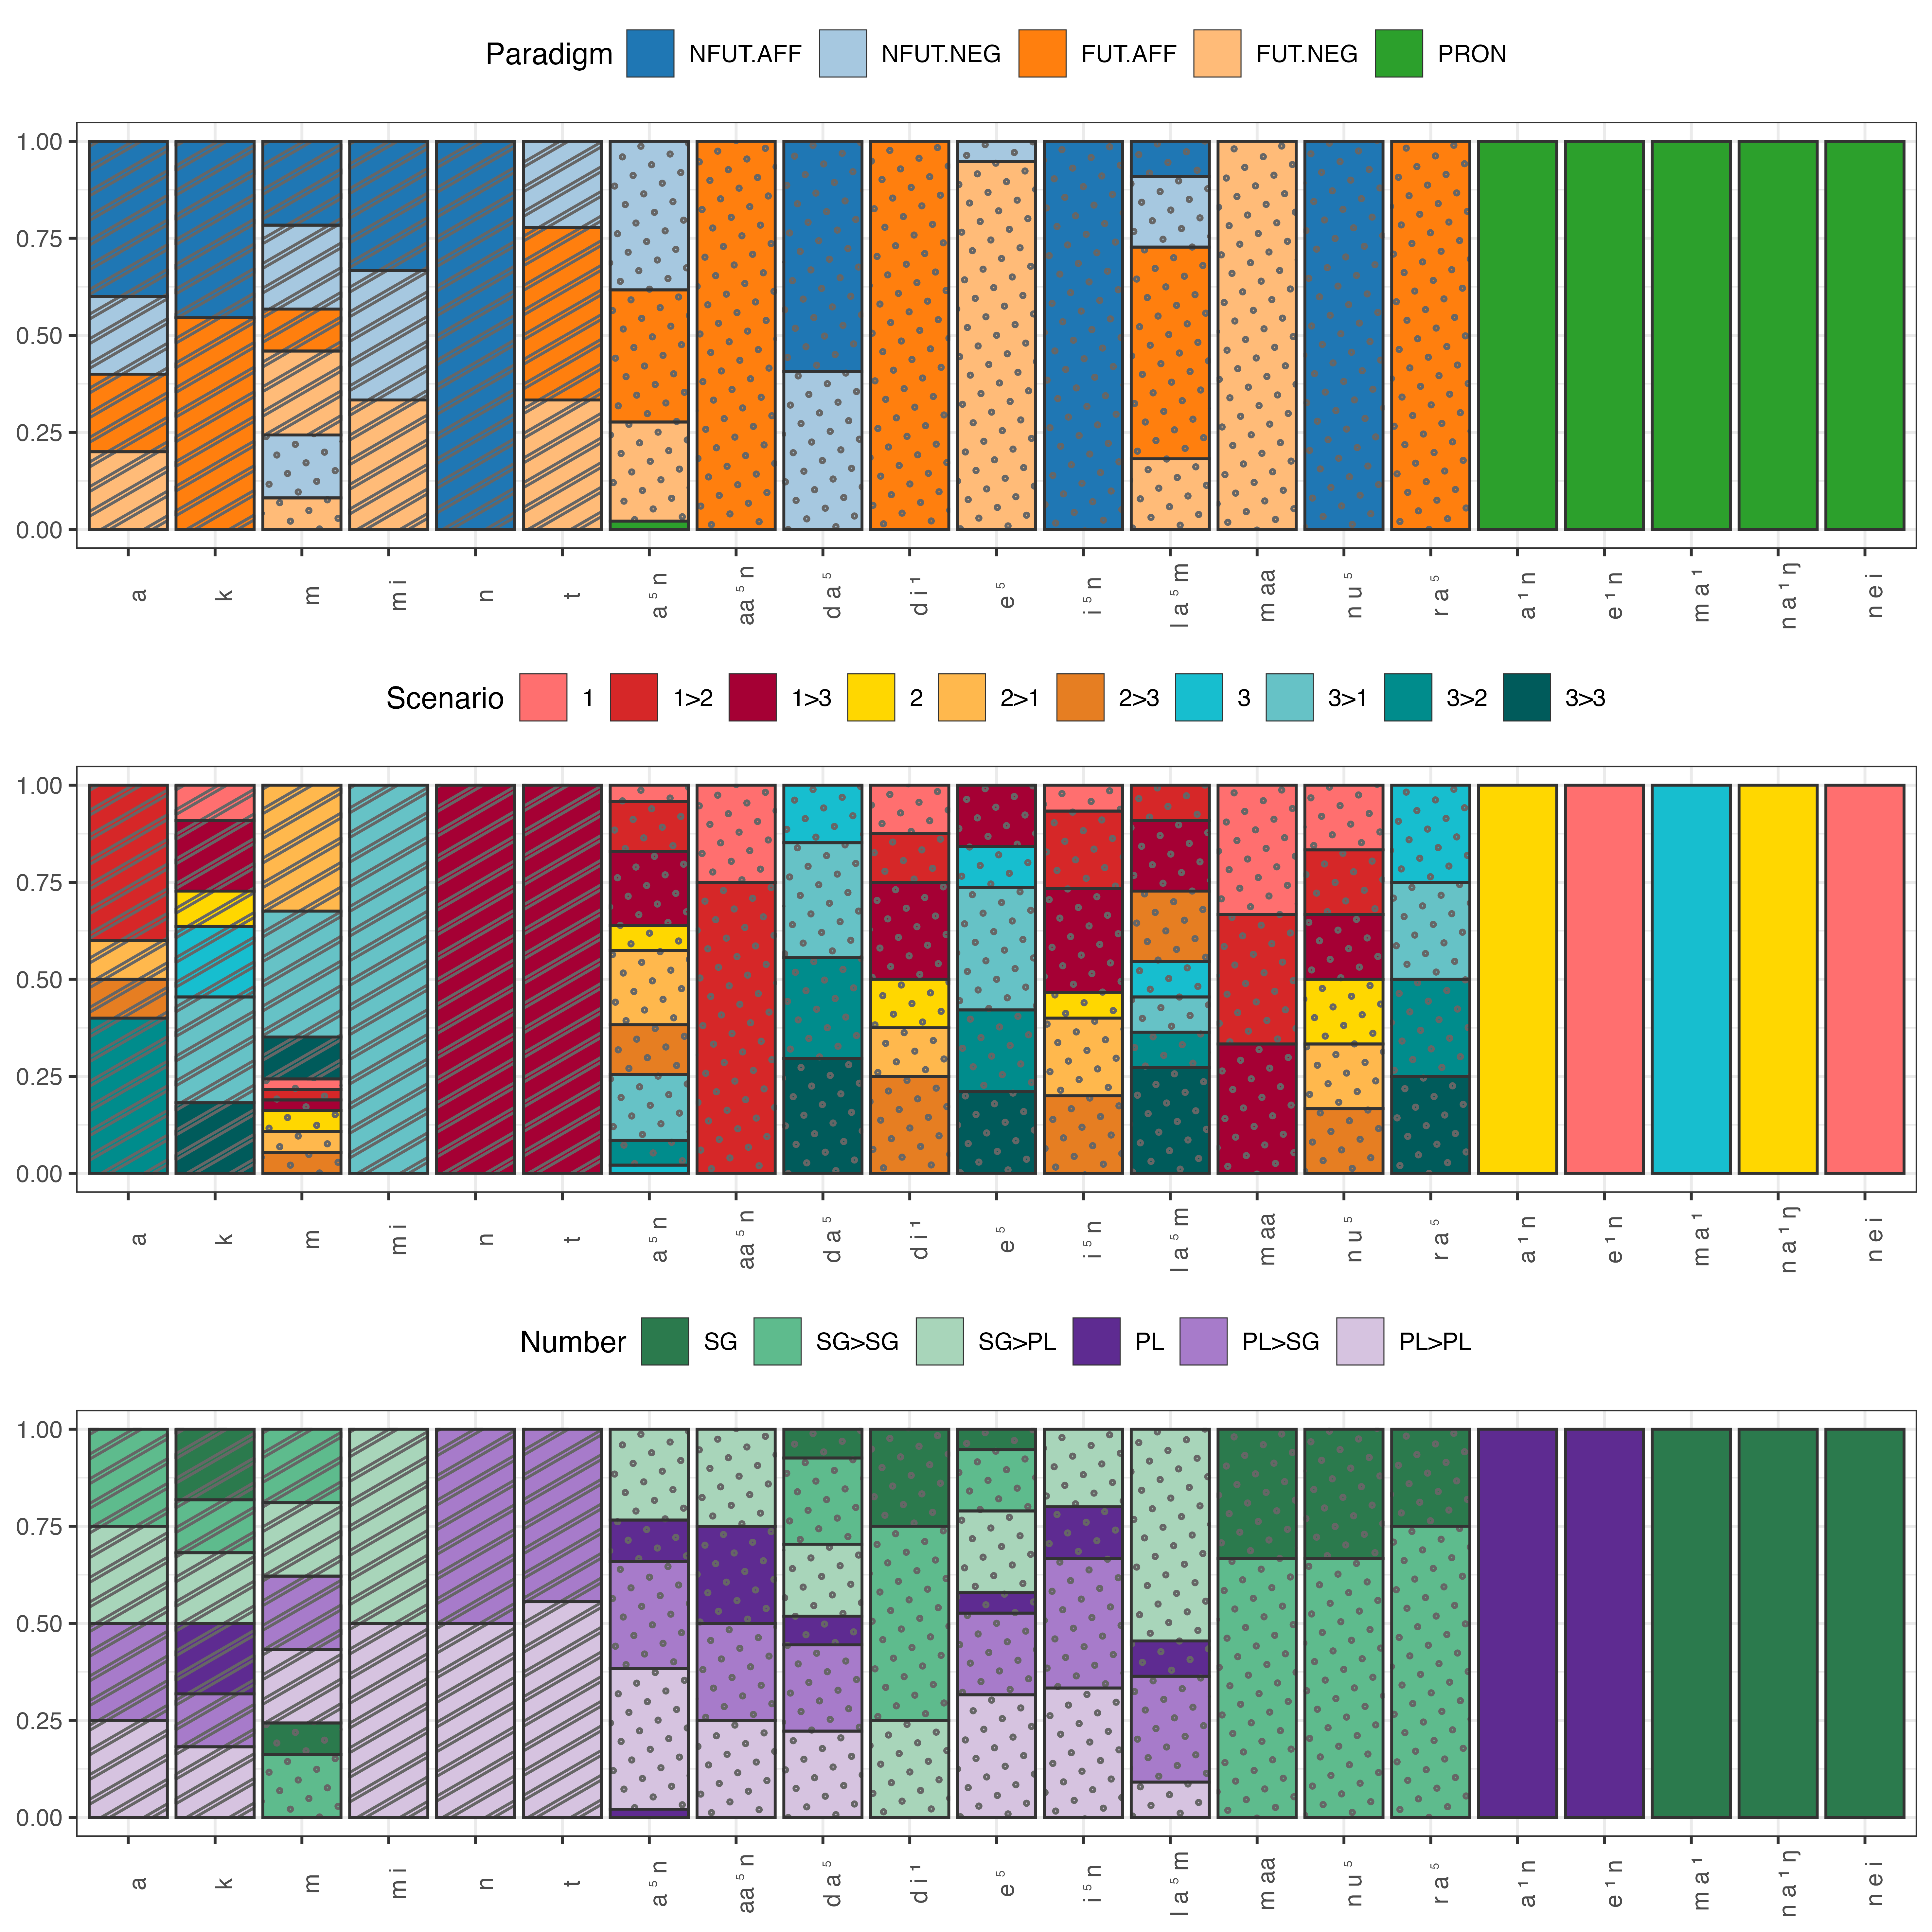 Paradigm NFUT.AFF NFUT.NEG FUT.AFF FUT.NEG PRON
1.00
0.75
0.50
0.25
0.00
a k m m i n t a ⁵ n aa ⁵ n d a ⁵ d i ¹ e ⁵ i ⁵ n l a ⁵ m m aa n u ⁵ r a ⁵ a ¹ n e ¹ n m a ¹ n a ¹ ŋ n e i
Scenario 1 1>2 1>3 2 2>1 2>3 3 3>1 3>2 3>3
1.00
0.75
0.50
0.25
0.00
a k m m i n t a ⁵ n aa ⁵ n d a ⁵ d i ¹ e ⁵ i ⁵ n l a ⁵ m m aa n u ⁵ r a ⁵ a ¹ n e ¹ n m a ¹ n a ¹ ŋ n e i
Number SG SG>SG SG>PL PL PL>SG PL>PL
1.00
0.75
0.50
0.25
0.00
a k m m i n t a ⁵ n aa ⁵ n d a ⁵ d i ¹ e ⁵ i ⁵ n l a ⁵ m m aa n u ⁵ r a ⁵ a ¹ n e ¹ n m a ¹ n a ¹ ŋ n e i